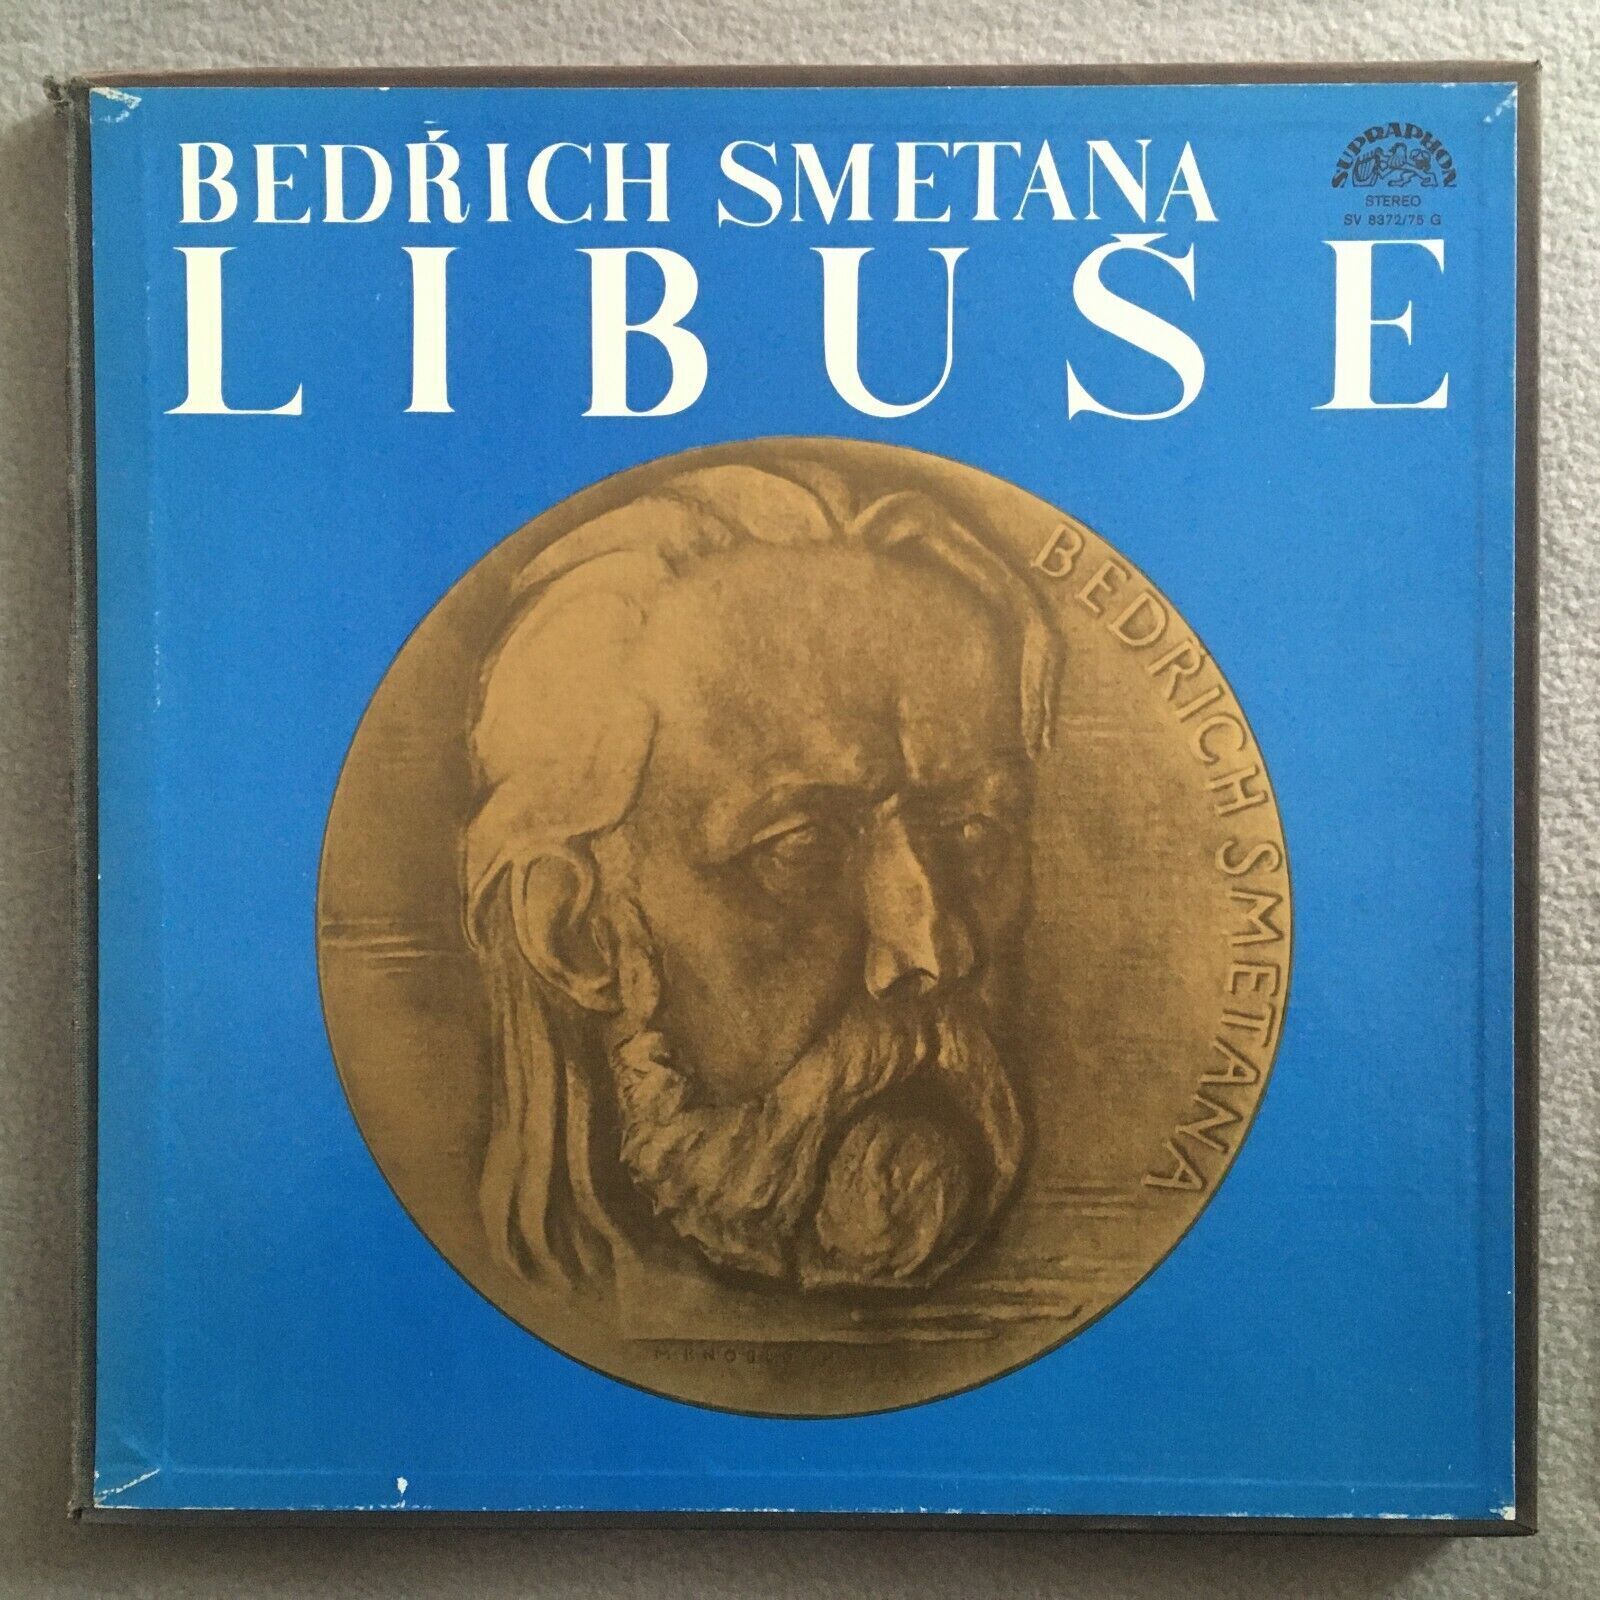 BEDŘICH SMETANA
SUPRAPHON
STEREO
SV 8372/75 G
LIBUŠE
BEDŘICH SMETANA